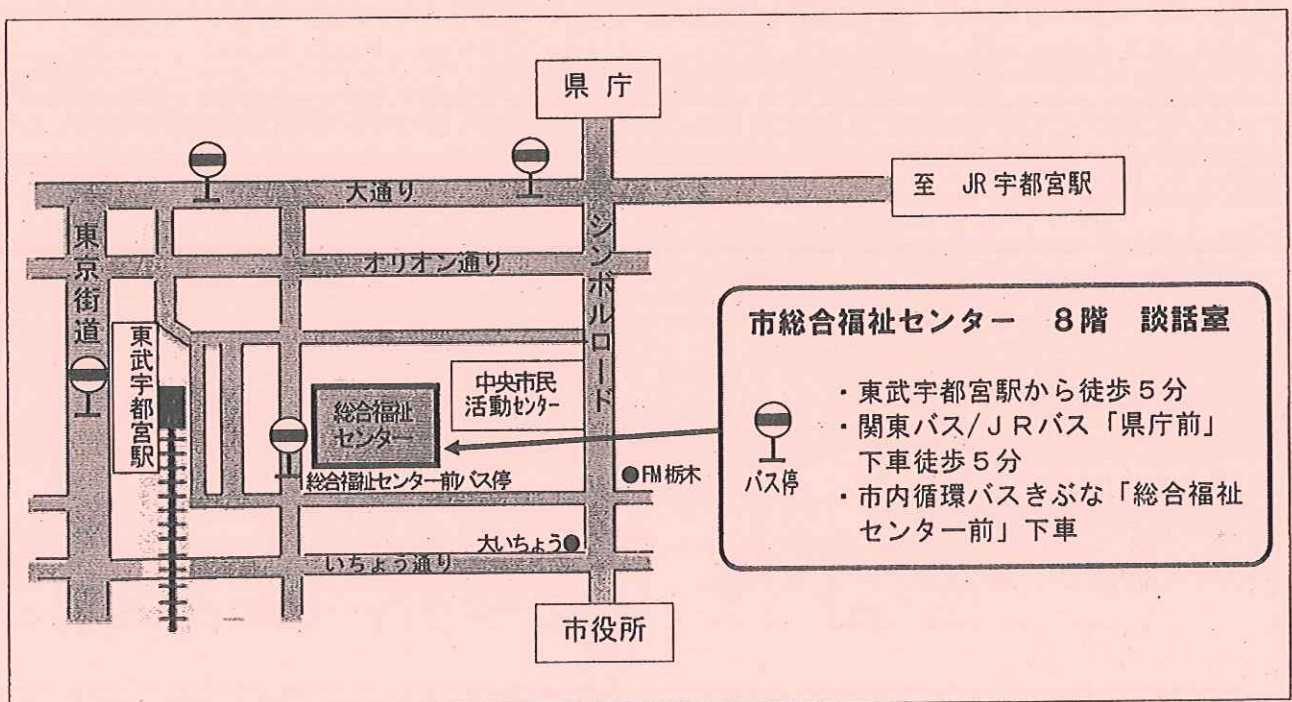 県庁
大通り
至 JR宇都宮駅
東京街道
シンボルロード
オリオン通り
東武宇都宮駅
中央市民
活動センター
総合福祉
センター
総合福祉センター前バス停
●FM栃木
大いちょう●
いちょう通り
市役所
市総合福祉センター 8階 談話室
バス停
・東武宇都宮駅から徒歩5分
・関東バス/JRバス「県庁前」
下車徒歩5分
・市内循環バスきぶな「総合福祉
センター前」下車